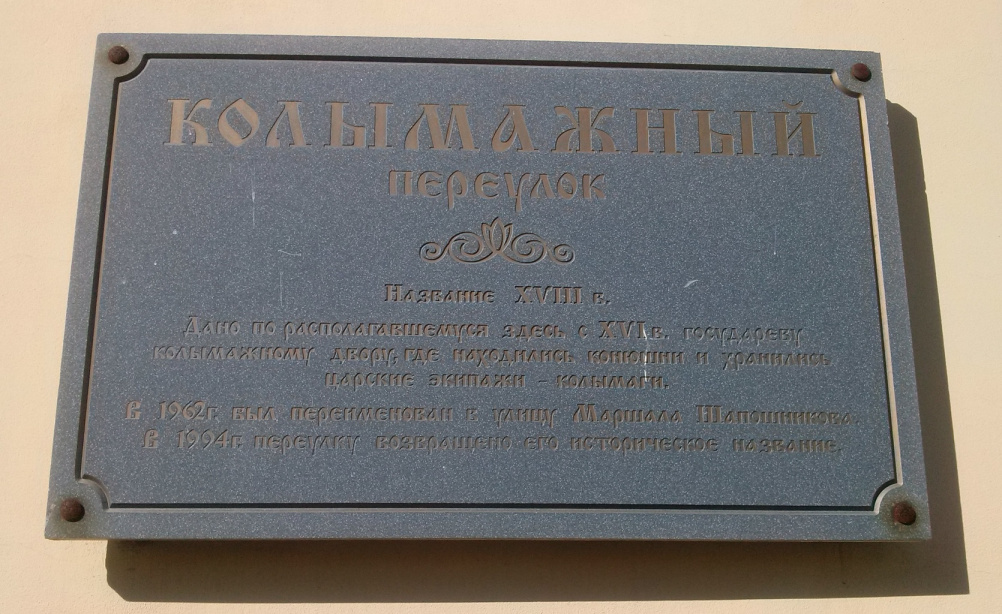 КОЛЫМАЖНЫЙ
переулок
Название XVIII в.
Дано по располагавшемуся здесь с XVI в. государеву
колымажному двору, где находились конюшни и хранились
царские экипажи – колымаги.
В 1962г. был переименован в улицу Маршала Шапошникова.
В 1994г. переулку возвращено его историческое название.